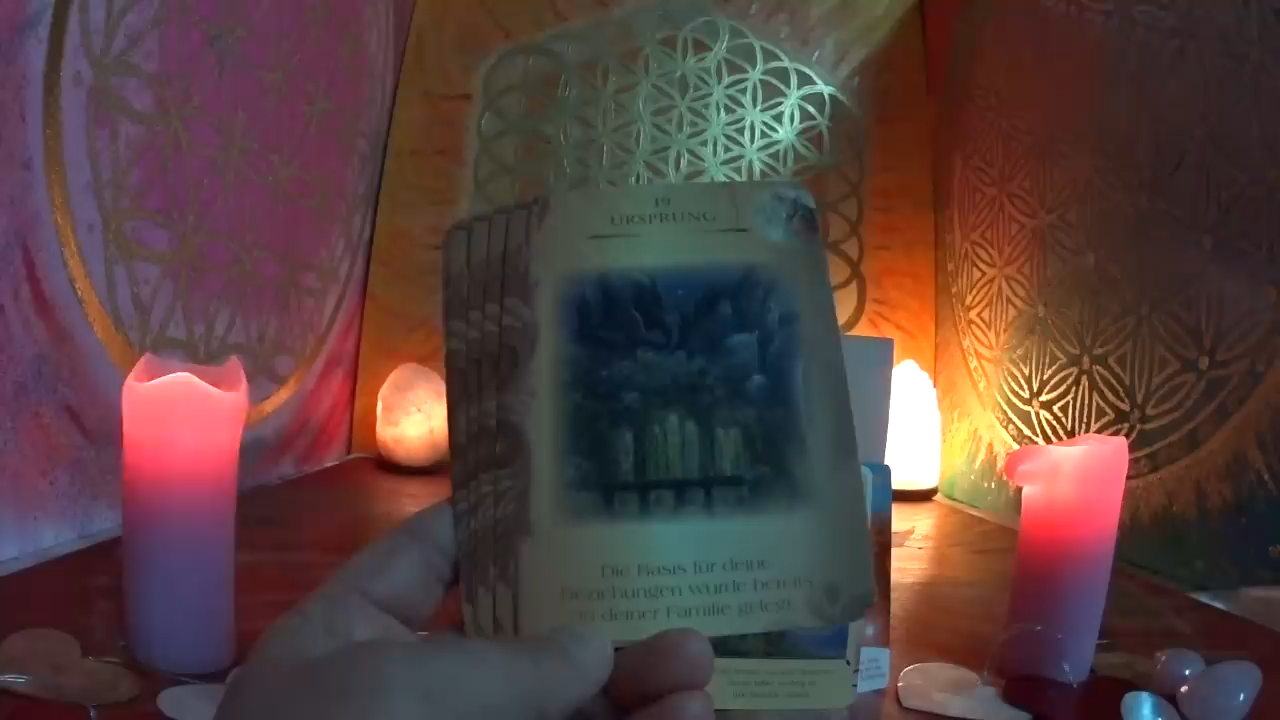 19
URSPRUNG
Die Basis für deine
Beziehungen wurde bereits
in deiner Familie gelegt.